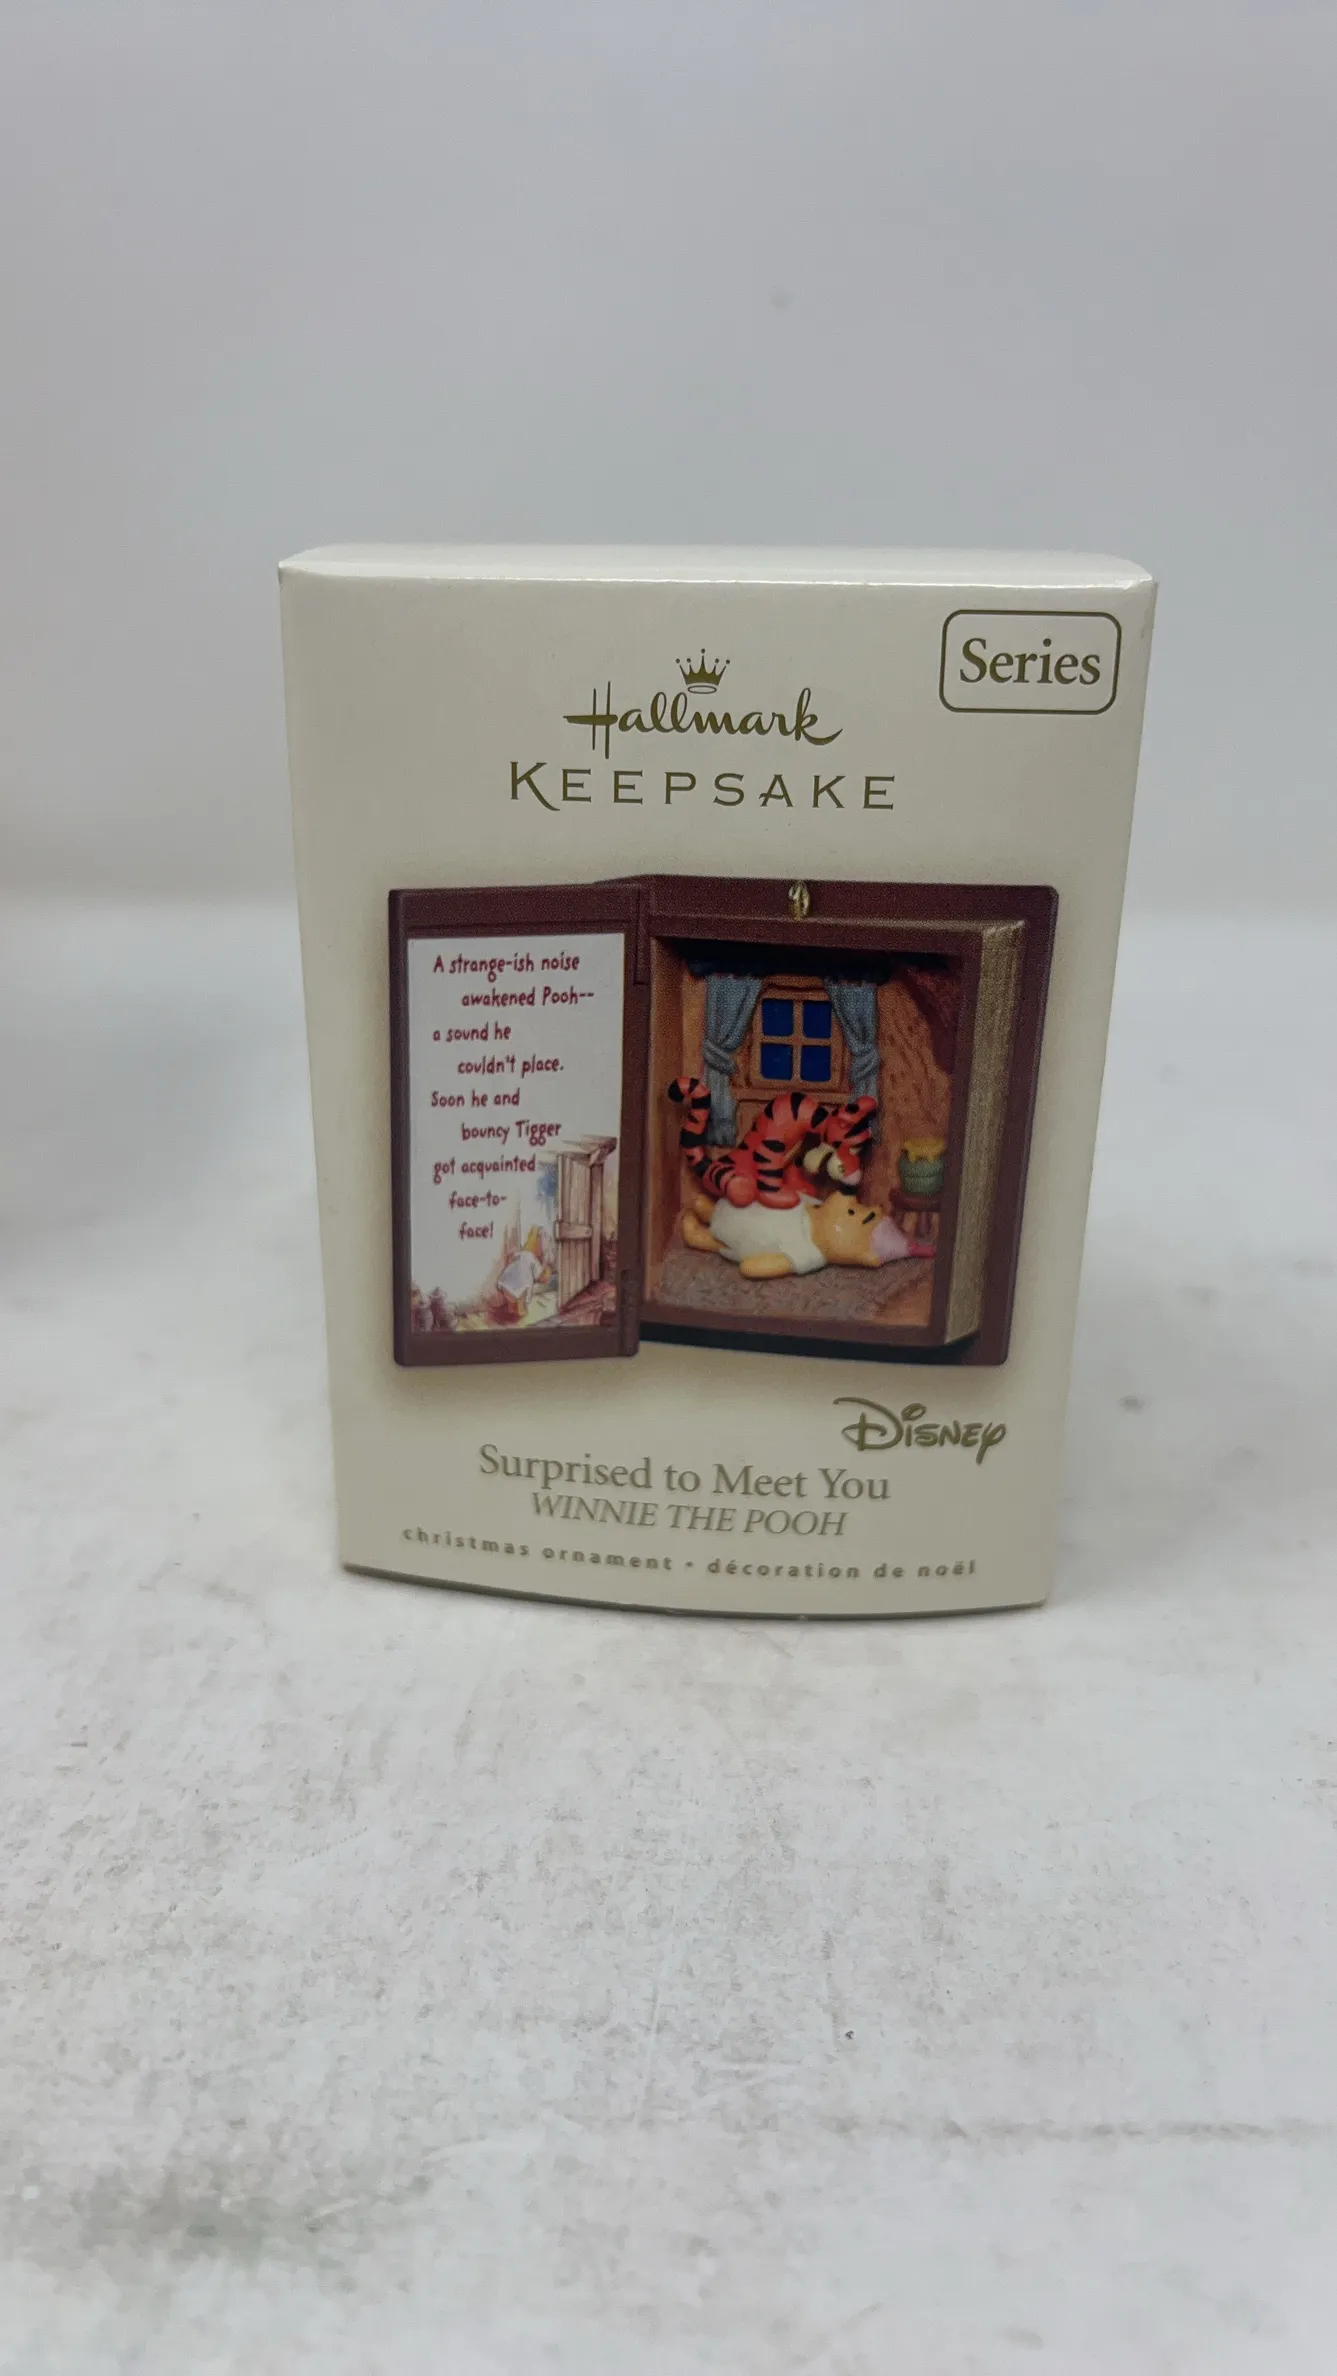 Series
Hallmark
KEEPSAKE
A strange-ish noise
awakened Pooh--
a sound he
couldn't place.
Soon he and
bouncy Tigger
got acquainted
face-to-
face!
Disney
Surprised to Meet You
WINNIE THE POOH
christmas ornament • décoration de noël